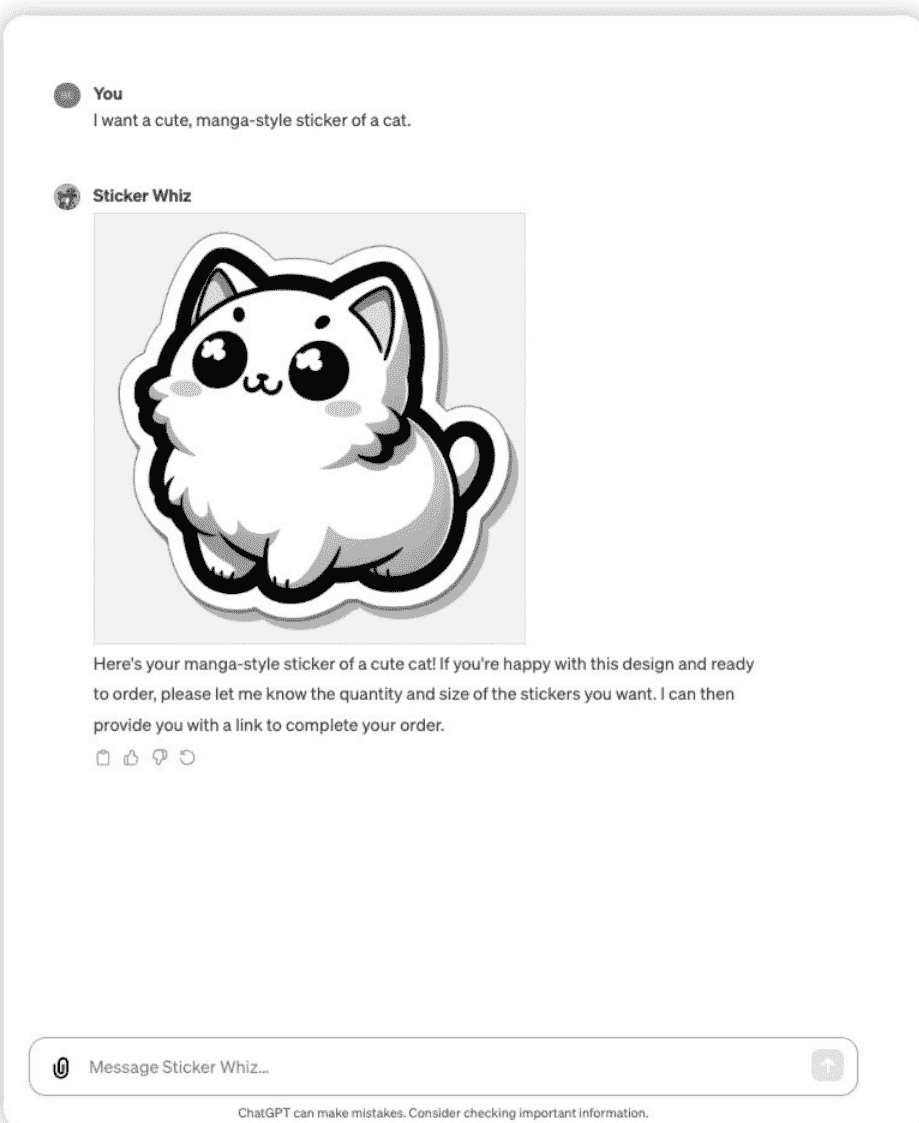 You
I want a cute, manga-style sticker of a cat.
Sticker Whiz
Here's your manga-style sticker of a cute cat! If you're happy with this design and ready
to order, please let me know the quantity and size of the stickers you want. I can then
provide you with a link to complete your order.
Message Sticker Whiz...
ChatGPT can make mistakes. Consider checking important information.